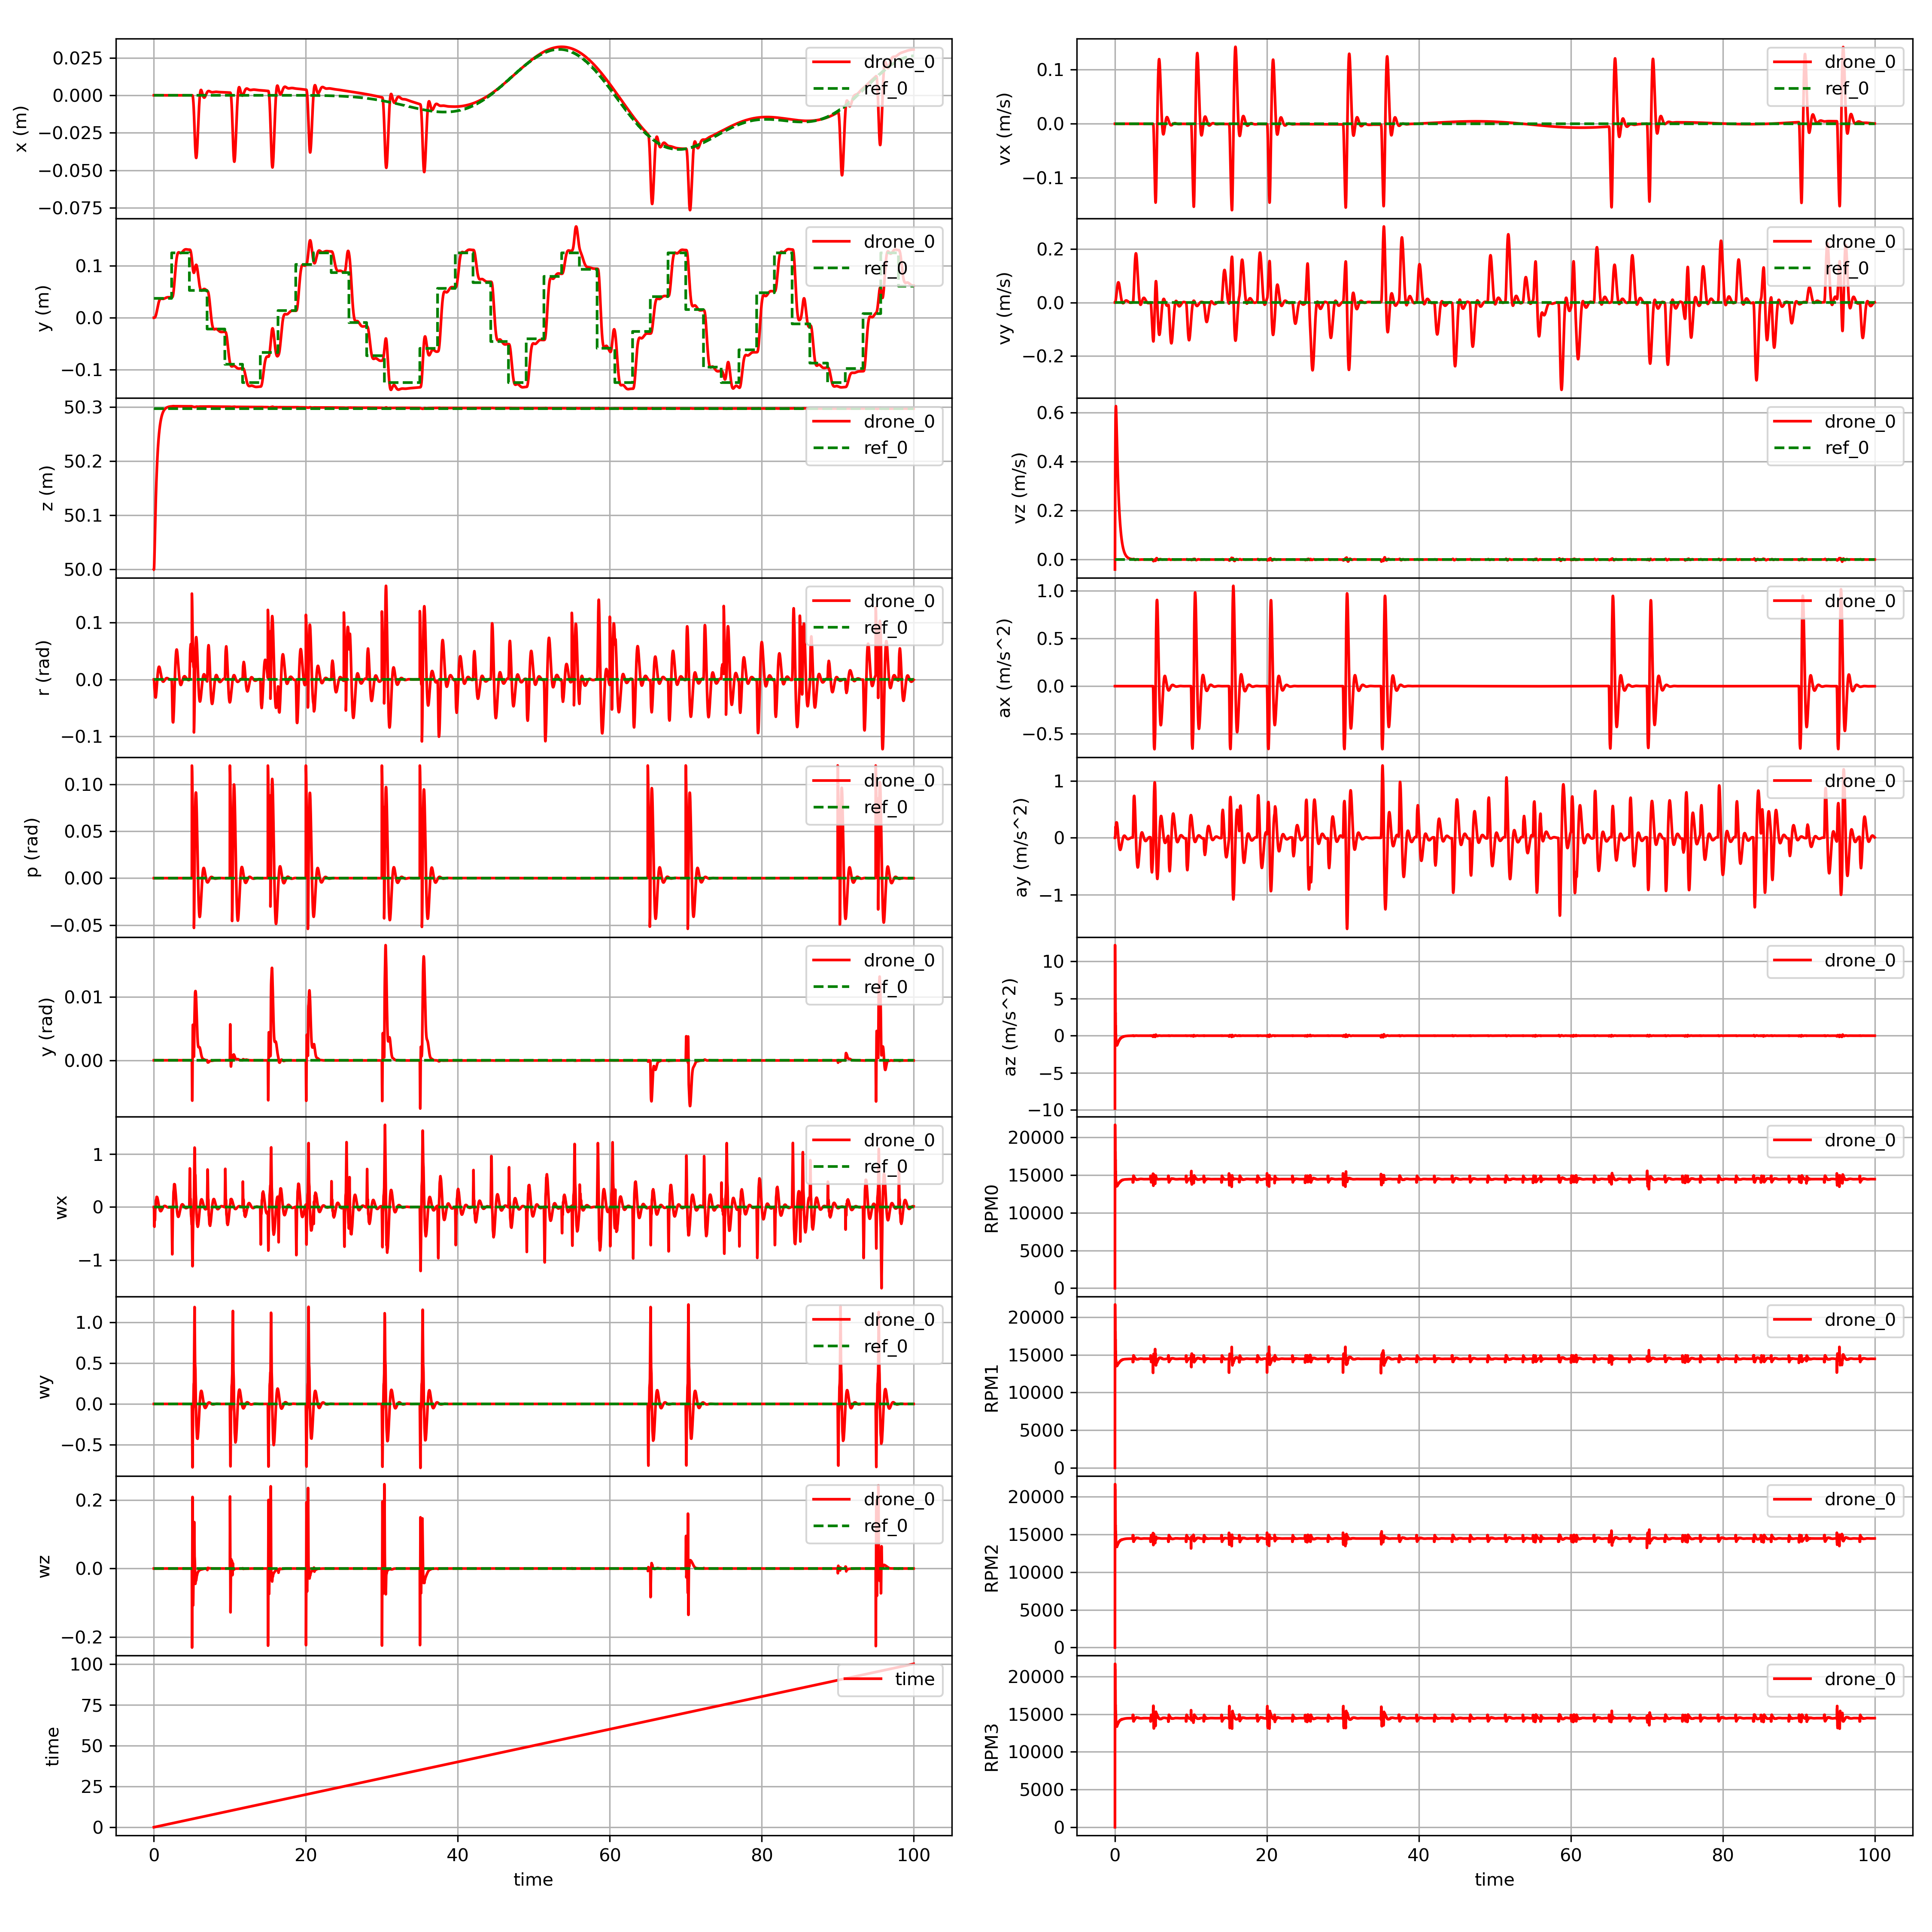 x (m)
0.025
0.000
−0.025
−0.050
−0.075
drone_0
ref_0
y (m)
0.1
0.0
−0.1
drone_0
ref_0
z (m)
50.3
50.2
50.1
50.0
drone_0
ref_0
r (rad)
0.1
0.0
−0.1
drone_0
ref_0
p (rad)
0.10
0.05
0.00
−0.05
drone_0
ref_0
y (rad)
0.01
0.00
drone_0
ref_0
wx
1
0
−1
drone_0
ref_0
wy
1.0
0.5
0.0
−0.5
drone_0
ref_0
wz
0.2
0.0
−0.2
drone_0
ref_0
time
100
75
50
25
0
time
0 20 40 60 80 100
time
vx (m/s)
0.1
0.0
−0.1
drone_0
ref_0
vy (m/s)
0.2
0.0
−0.2
drone_0
ref_0
vz (m/s)
0.6
0.4
0.2
0.0
drone_0
ref_0
ax (m/s^2)
1.0
0.5
0.0
−0.5
drone_0
ay (m/s^2)
1
0
−1
drone_0
az (m/s^2)
10
5
0
−5
−10
drone_0
RPM0
20000
15000
10000
5000
0
drone_0
RPM1
20000
15000
10000
5000
0
drone_0
RPM2
20000
15000
10000
5000
0
drone_0
RPM3
20000
15000
10000
5000
0
drone_0
0 20 40 60 80 100
time